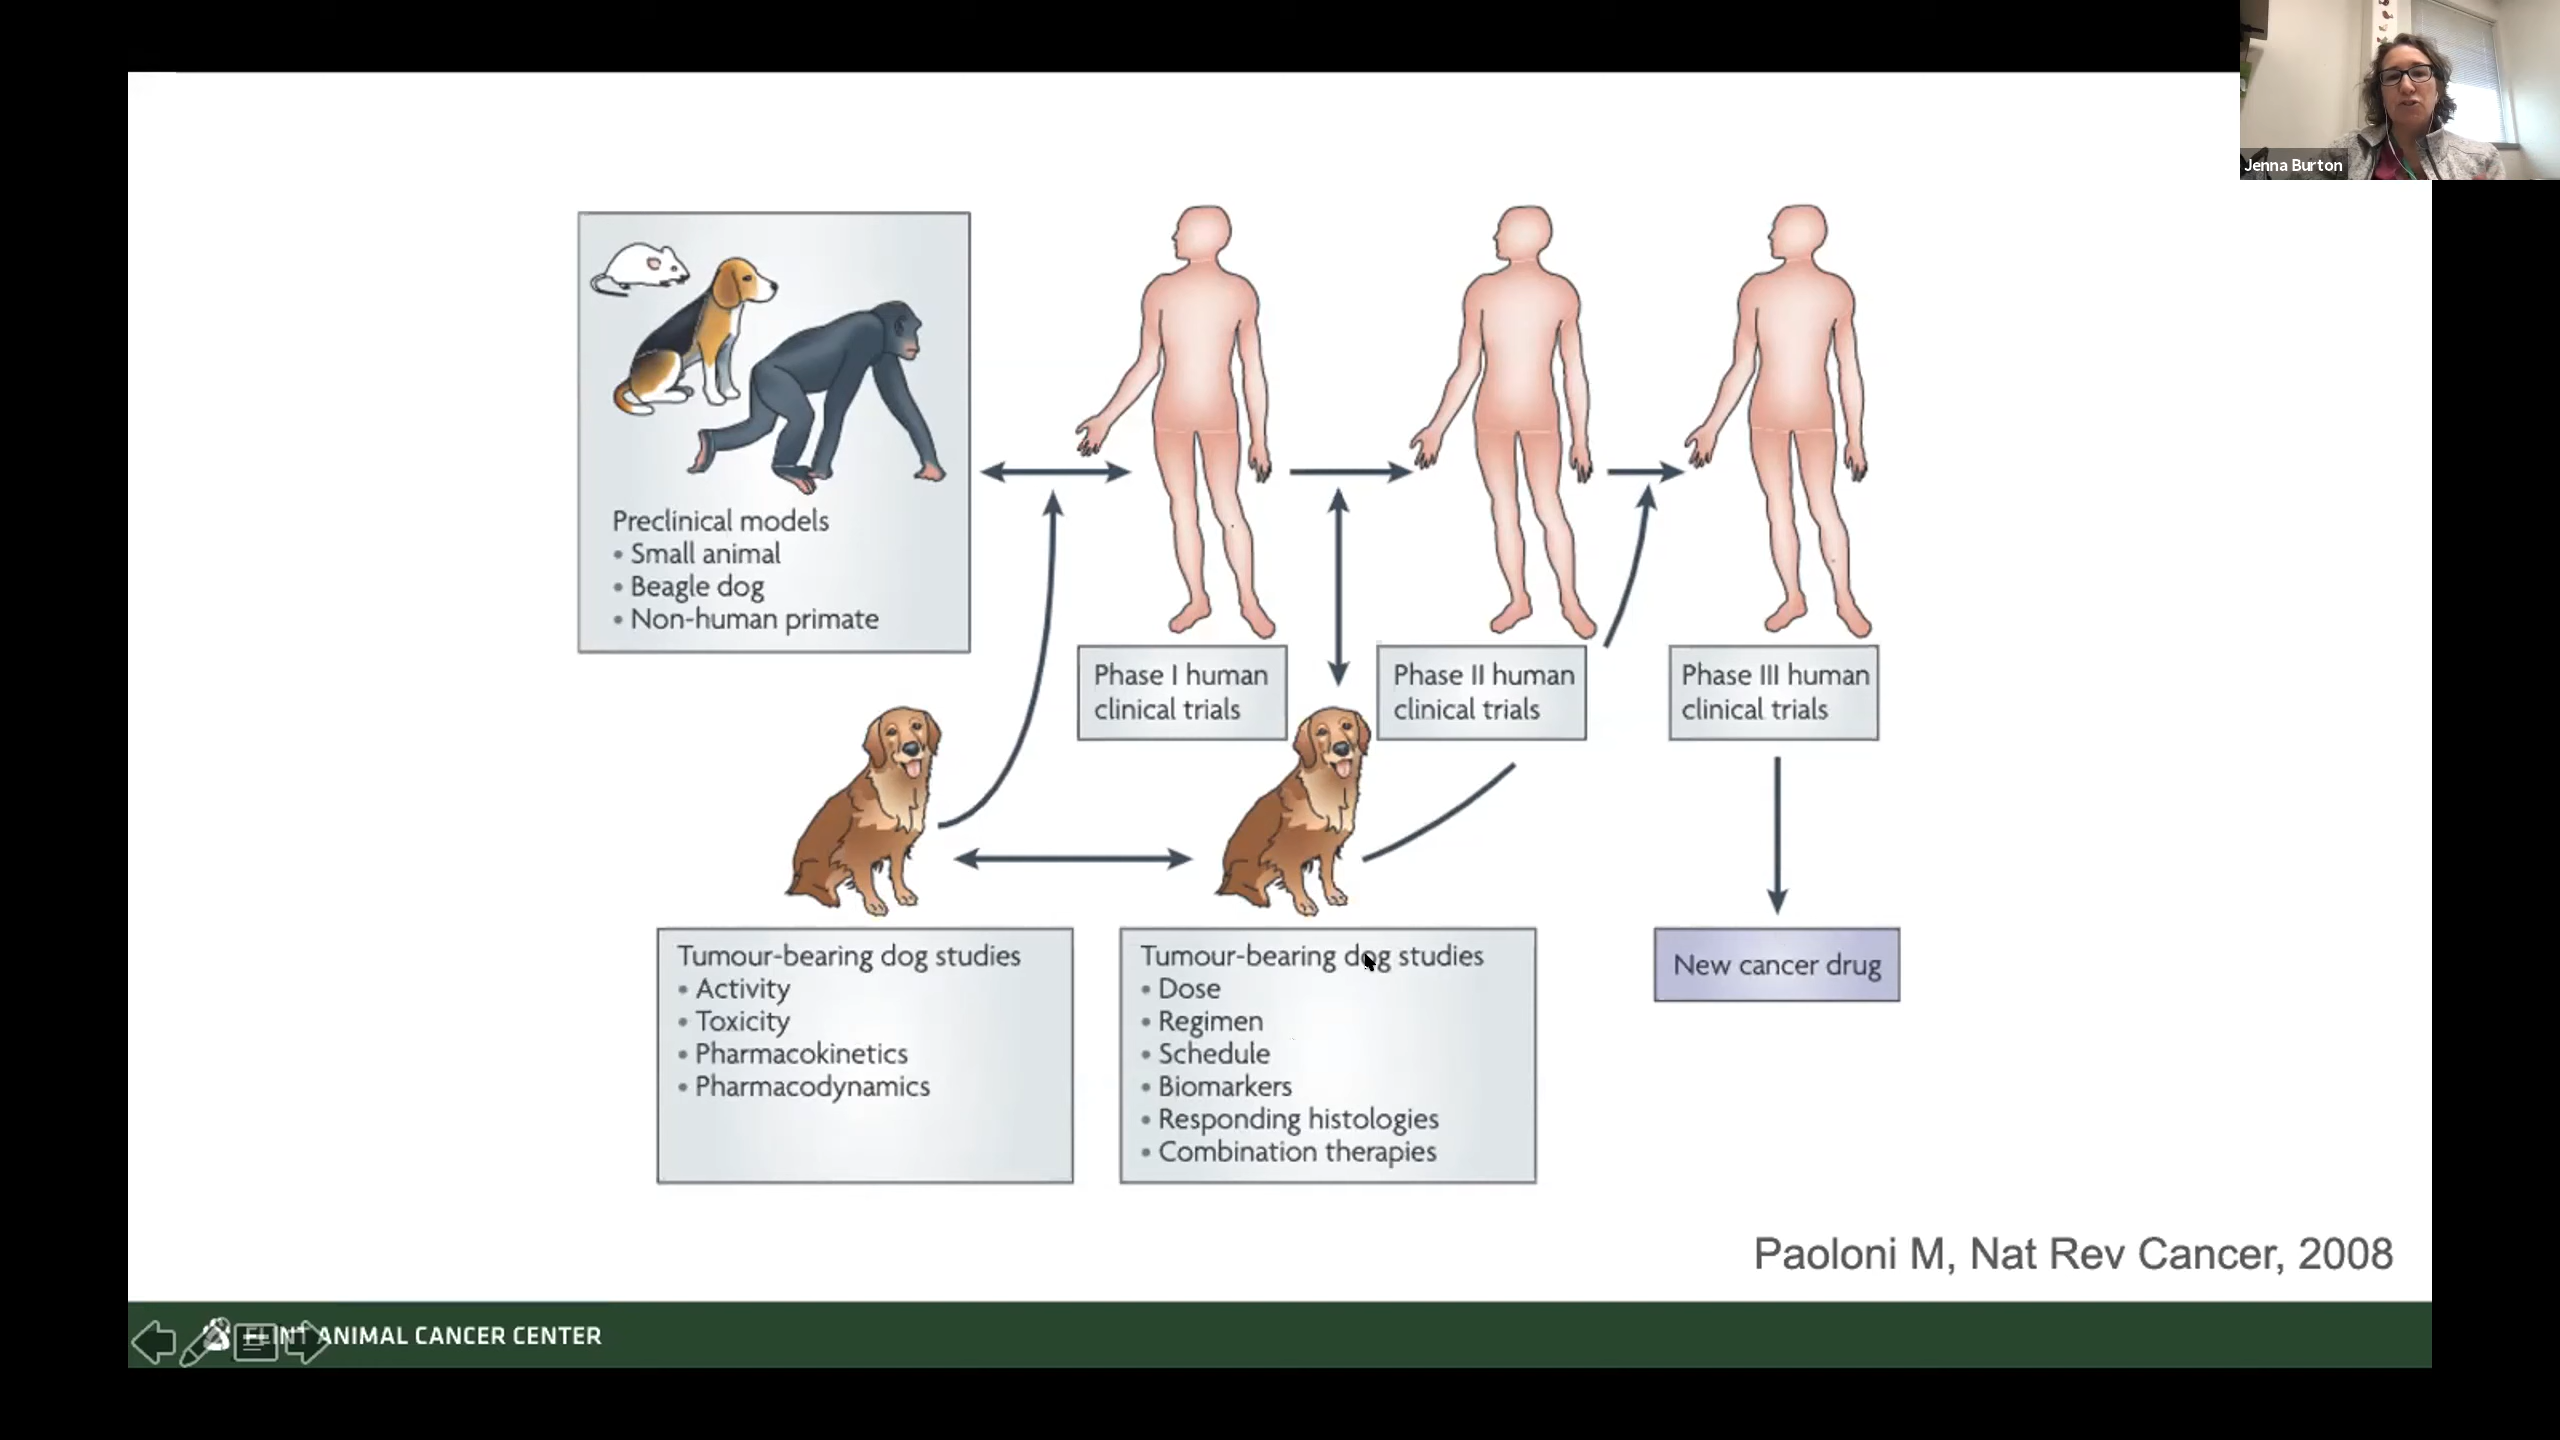 Jenna Burton
Preclinical models
• Small animal
• Beagle dog
• Non-human primate
Phase I human
clinical trials
Phase II human
clinical trials
Phase III human
clinical trials
Tumour-bearing dog studies
• Activity
• Toxicity
• Pharmacokinetics
• Pharmacodynamics
Tumour-bearing dog studies
• Dose
• Regimen
• Schedule
• Biomarkers
• Responding histologies
• Combination therapies
New cancer drug
Paoloni M, Nat Rev Cancer, 2008
FLINT ANIMAL CANCER CENTER